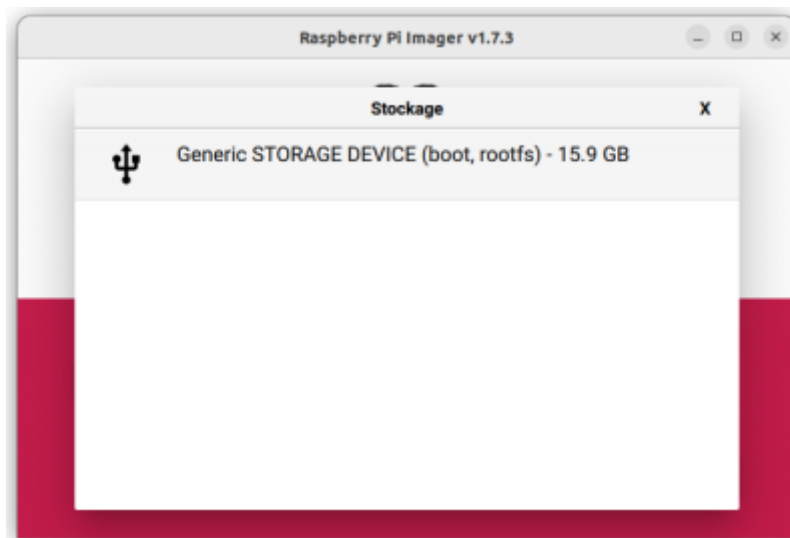 Raspberry Pi Imager v1.7.3
Stockage X
Generic STORAGE DEVICE (boot, rootfs) - 15.9 GB